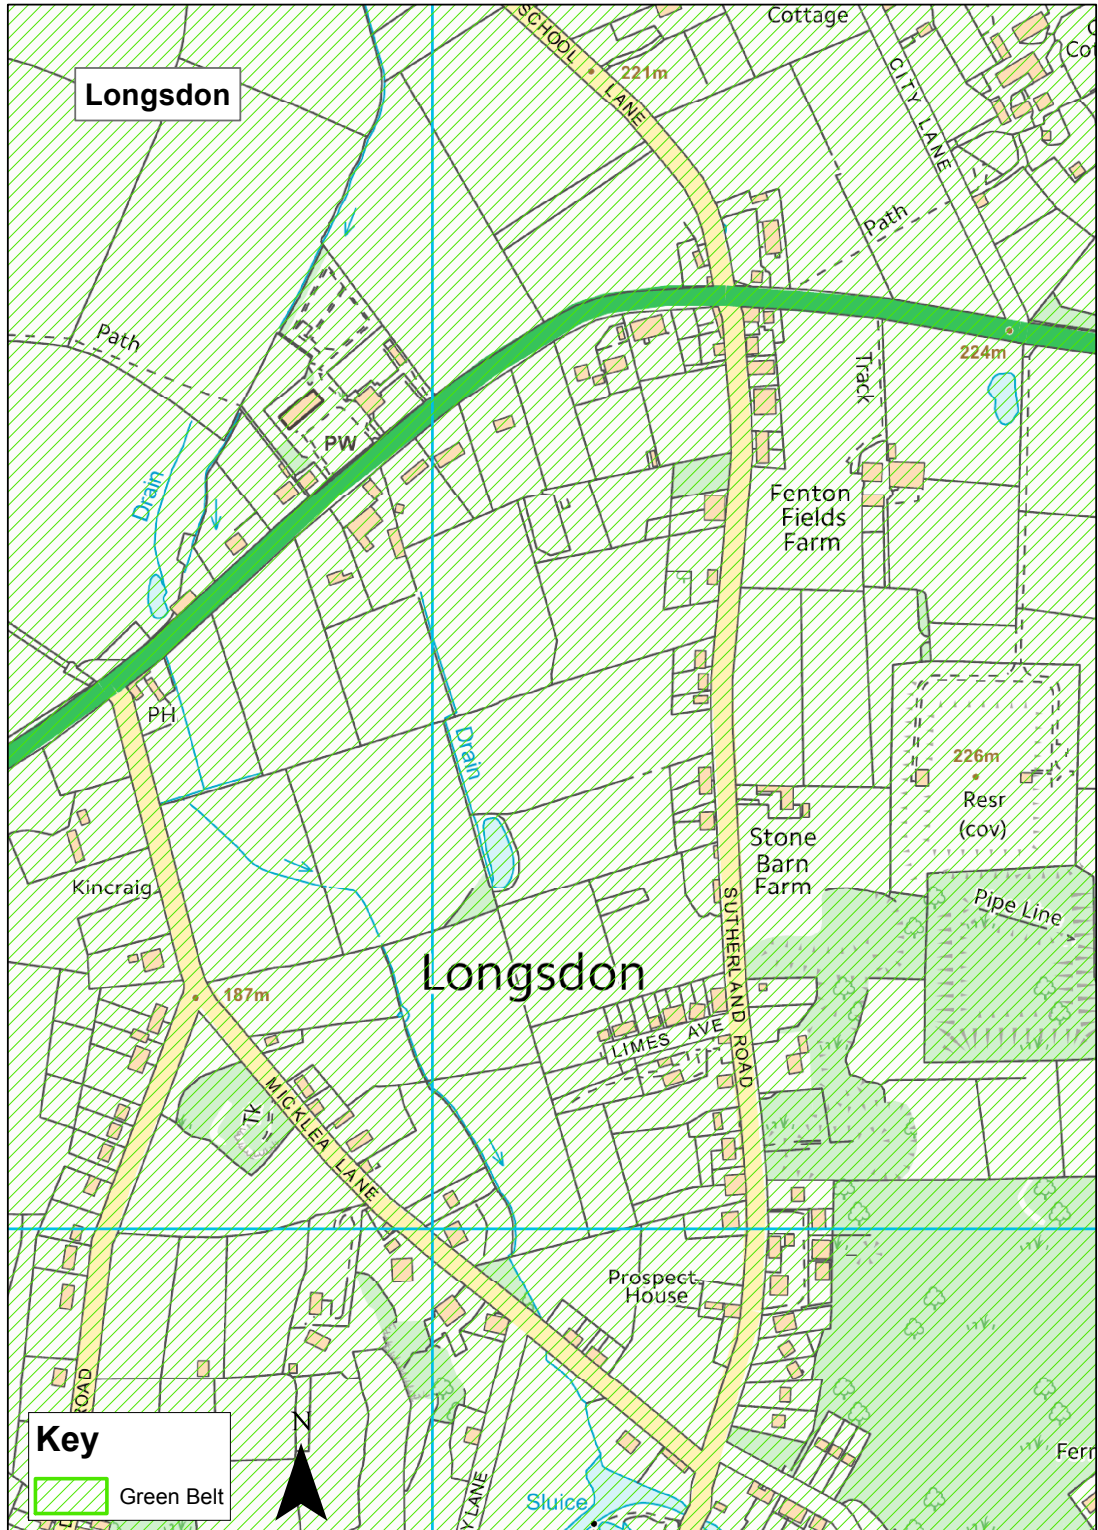 Longsdon
SCHOOL LANE
221m
Cottage
CITY LANE
Path
Path
224m
Track
PW
Drain
Fenton
Fields
Farm
PH
Drain
226m
Resr
(cov)
Stone
Barn
Farm
Kincraig
Pipe Line
SUTHERLAND ROAD
Longsdon
187m
LIMES AVE
Tk
MICKLEA LANE
Prospect
House
ROAD
Key
N
Green Belt
Y LANE
Sluice
Fern